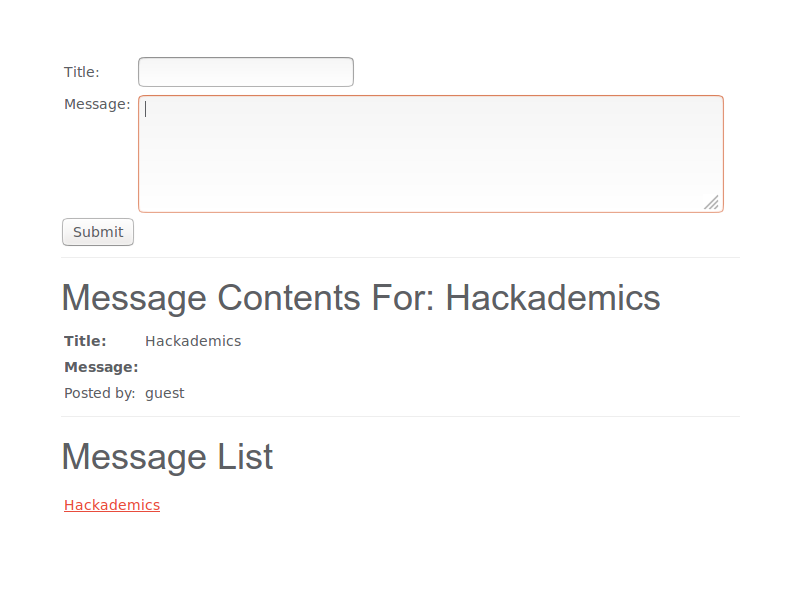 Title:
Message:
Submit
Message Contents For: Hackademics
Title: Hackademics
Message:
Posted by: guest
Message List
Hackademics